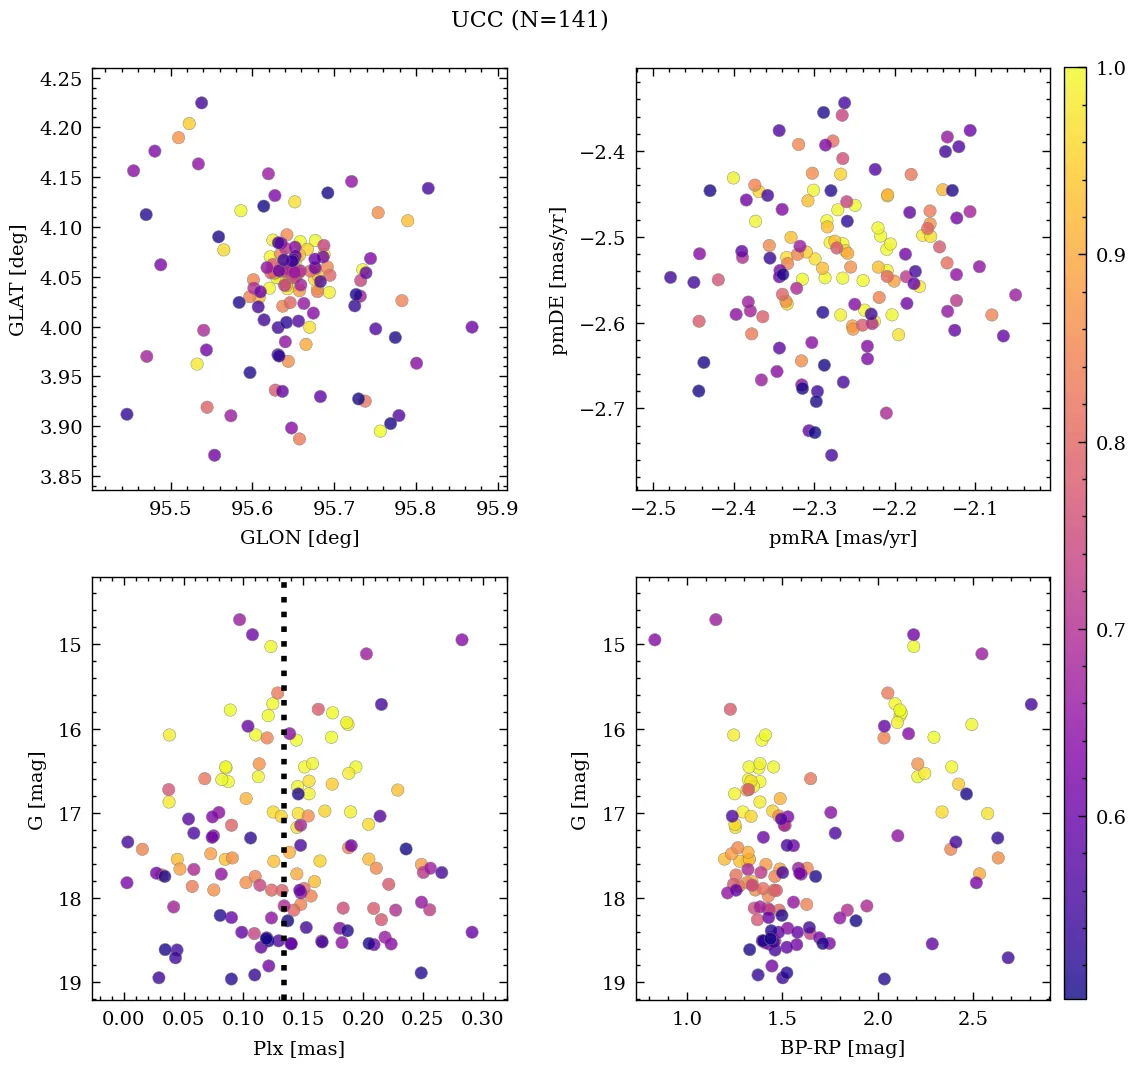 UCC (N=141)
4.25
4.20
4.15
4.10
4.05
4.00
3.95
3.90
3.85
GLAT [deg]
95.5 95.6 95.7 95.8 95.9
GLON [deg]
−2.4
−2.5
−2.6
−2.7
pmDE [mas/yr]
−2.5 −2.4 −2.3 −2.2 −2.1
pmRA [mas/yr]
1.0
0.9
0.8
0.7
0.6
15
16
17
18
19
G [mag]
0.00 0.05 0.10 0.15 0.20 0.25 0.30
Plx [mas]
15
16
17
18
19
G [mag]
1.0 1.5 2.0 2.5
BP-RP [mag]